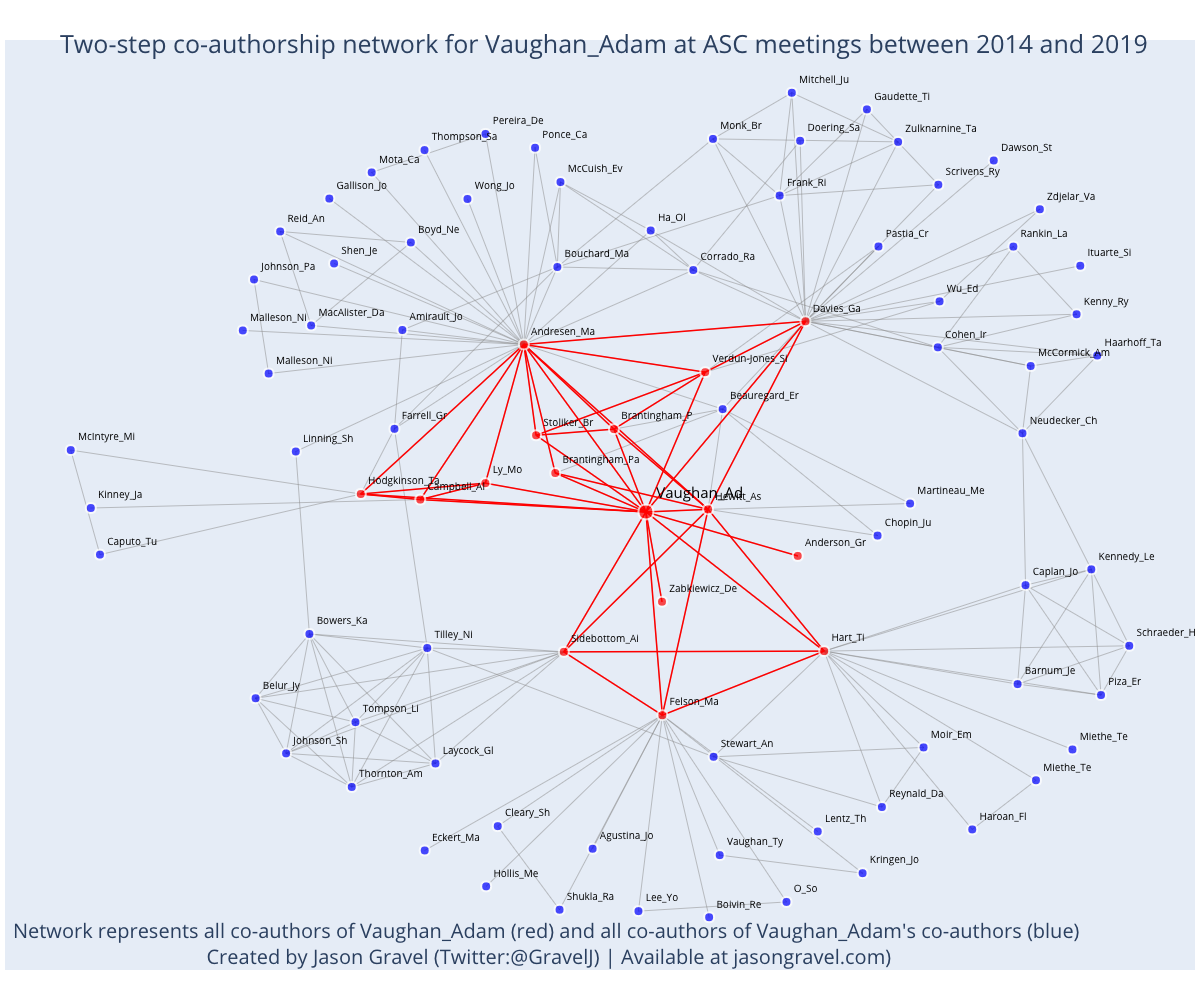 Two-step co-authorship network for Vaughan_Adam at ASC meetings between 2014 and 2019
Mitchell_Ju
Gaudette_Ti
Pereira_De
Monk_Br
Doering_Sa
Zulknarnine_Ta
Thompson_Sa
Ponce_Ca
Dawson_St
Mota_Ca
McCuish_Ev
Scrivens_Ry
Gallison_Jo
Wong_Jo
Frank_Ri
Zdjelar_Va
Reid_An
Ha_Ol
Boyd_Ne
Pastia_Cr
Rankin_La
Shen_Je
Bouchard_Ma
Corrado_Ra
Ituarte_Si
Johnson_Pa
Wu_Ed
Kenny_Ry
Malleson_Ni
MacAlister_Da
Amirault_Jo
Andresen_Ma
Davies_Ga
Cohen_Ir
Haarhoff_Ta
McCormick_Am
Malleson_Ni
Verdun-Jones_Si
Beauregard_Er
Farrell_Gr
Stoliker_Br
Brantingham_P
Neudecker_Ch
McIntyre_Mi
Linning_Sh
Brantingham_Pa
Ly_Mo
Hodgkinson_Ta
Campbell_Al
Vaughan_Ad
Hewitt_As
Martineau_Me
Kinney_Ja
Chopin_Ju
Caputo_Tu
Anderson_Gr
Kennedy_Le
Caplan_Jo
Zabkiewicz_De
Bowers_Ka
Tilley_Ni
Sidebottom_Ai
Hart_Ti
Schraeder_H
Barnum_Je
Piza_Er
Belur_Jy
Tompson_Li
Felson_Ma
Johnson_Sh
Laycock_Gl
Stewart_An
Moir_Em
Miethe_Te
Thornton_Am
Miethe_Te
Reynald_Da
Cleary_Sh
Lentz_Th
Haroan_Fl
Eckert_Ma
Agustina_Jo
Vaughan_Ty
Hollis_Me
Kringen_Jo
Shukla_Ra
Lee_Yo
Boivin_Re
O_So
Network represents all co-authors of Vaughan_Adam (red) and all co-authors of Vaughan_Adam's co-authors (blue)
Created by Jason Gravel (Twitter:@GravelJ) | Available at jasongravel.com)